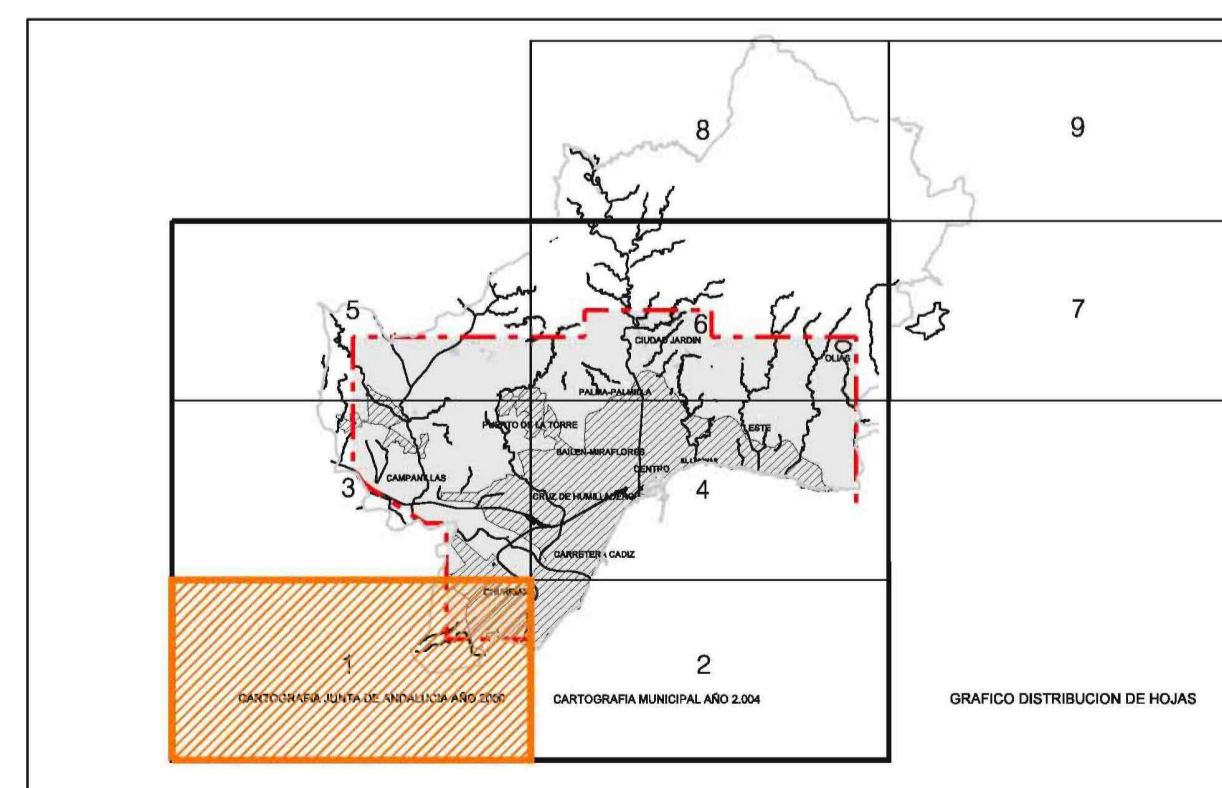 8
9
5
6
7
CIUDAD JARDIN
OLIAS
PALMA-PALMILLA
PUERTO DE LA TORRE
ESTE
BAILEN-MIRAFLORES
CENTRO
CAMPANILLAS
3
4
CRUZ DE HUMILLADERO
CARRETERA CADIZ
CHURRIANA
1
2
CARTOGRAFIA JUNTA DE ANDALUCIA AÑO 2000
CARTOGRAFIA MUNICIPAL AÑO 2.004
GRAFICO DISTRIBUCION DE HOJAS